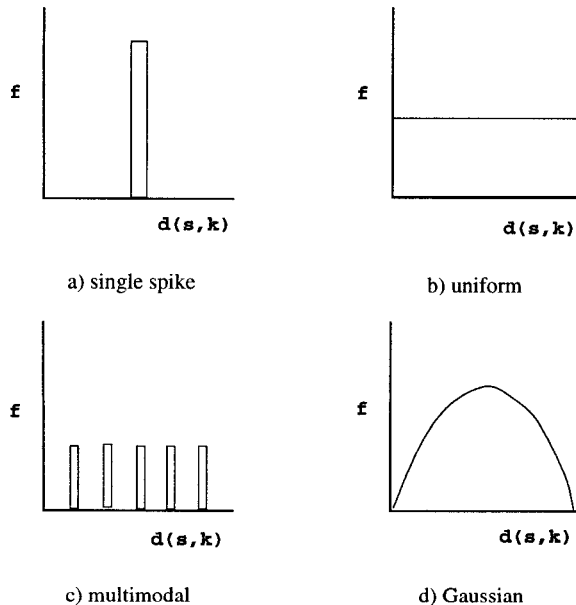 f
d(s,k)
a) single spike
f
d(s,k)
b) uniform
f
d(s,k)
c) multimodal
f
d(s,k)
d) Gaussian